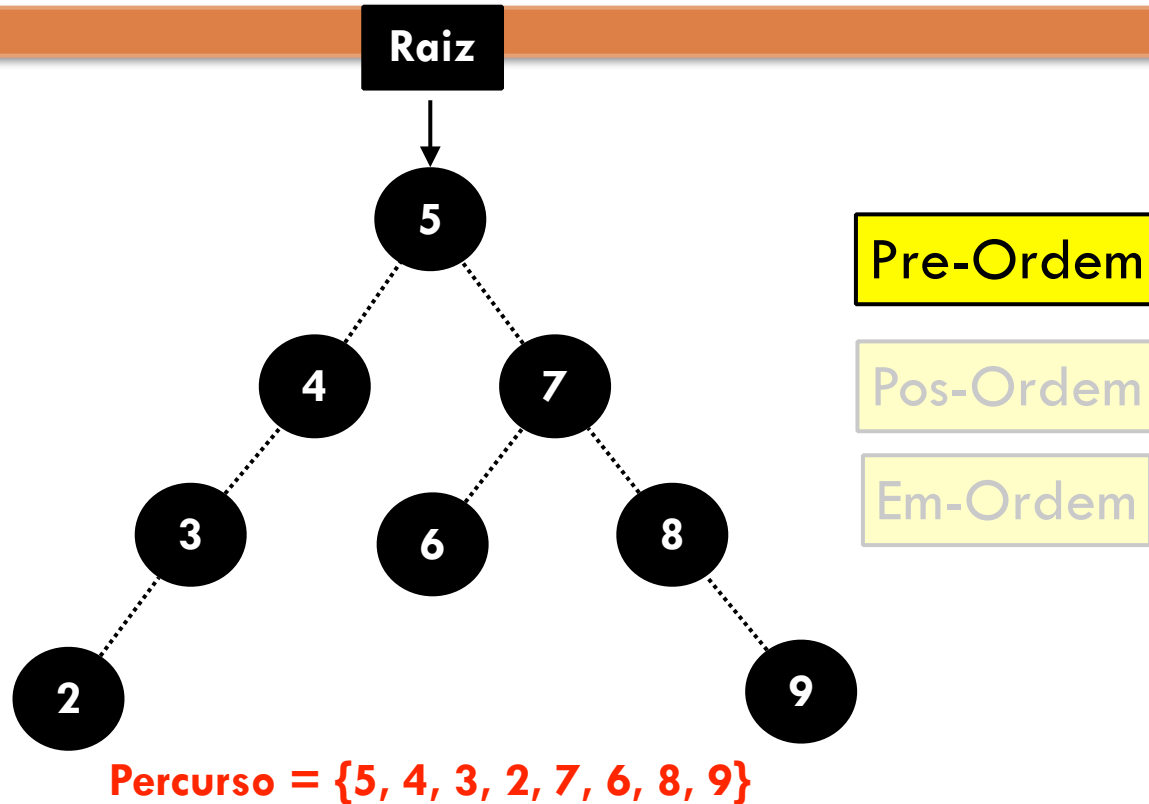 Raiz
5
Pre-Ordem
4
7
Pos-Ordem
Em-Ordem
3
6
8
2
9
Percurso = {5, 4, 3, 2, 7, 6, 8, 9}